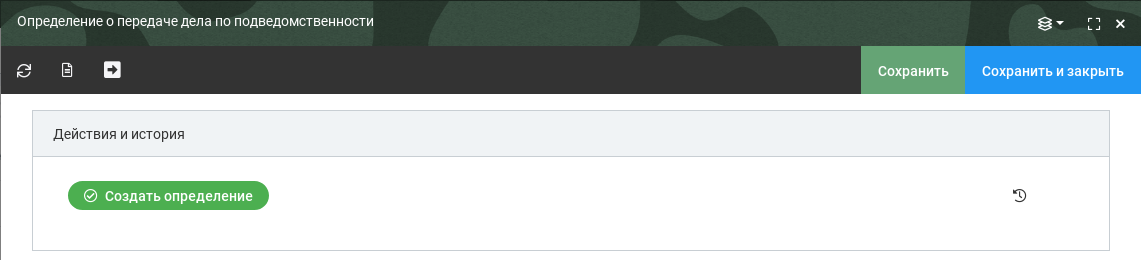 Определение о передаче дела по подведомственности
Сохранить
Сохранить и закрыть
Действия и история
Создать определение